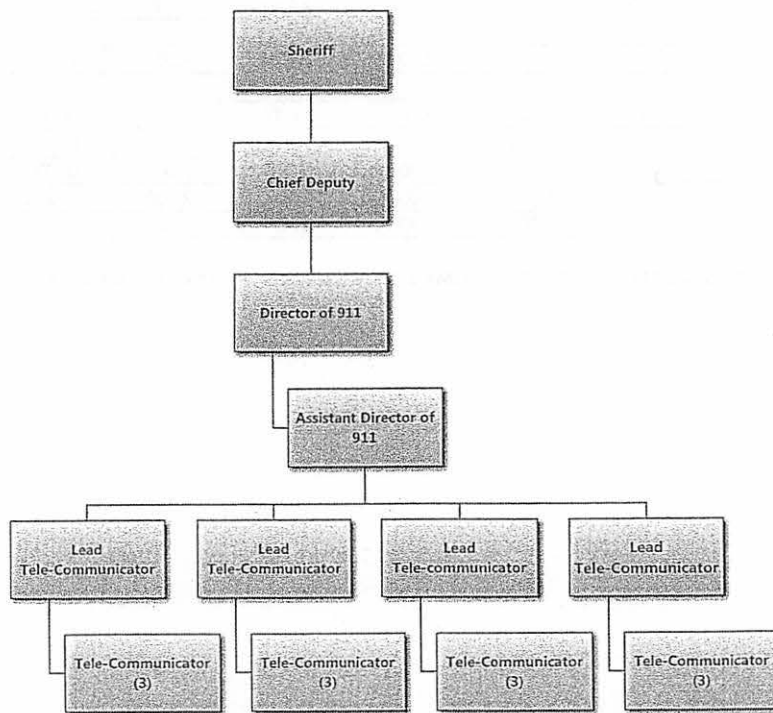 Sheriff
Chief Deputy
Director of 911
Assistant Director of
911
Lead
Tele-Communicator
Lead
Tele-Communicator
Lead
Tele-communicator
Lead
Tele-Communicator
Tele-Communicator
(3)
Tele-Communicator
(3)
Tele-Communicator
(3)
Tele-Communicator
(3)